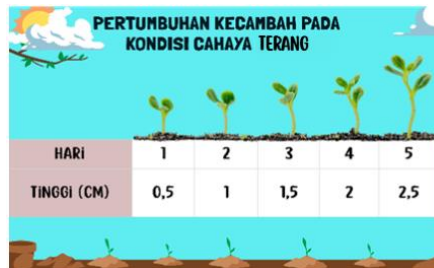 PERTUMBUHAN KECAMBAH PADA
KONDISI CAHAYA TERANG
HARI 1 2 3 4 5
TINGGI (CM) 0,5 1 1,5 2 2,5